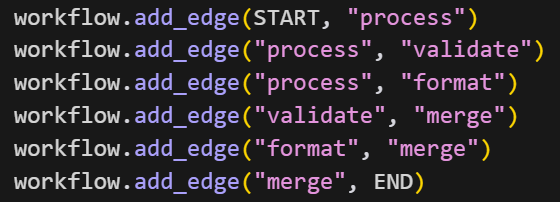 workflow.add_edge(START, "process")
workflow.add_edge("process", "validate")
workflow.add_edge("process", "format")
workflow.add_edge("validate", "merge")
workflow.add_edge("format", "merge")
workflow.add_edge("merge", END)